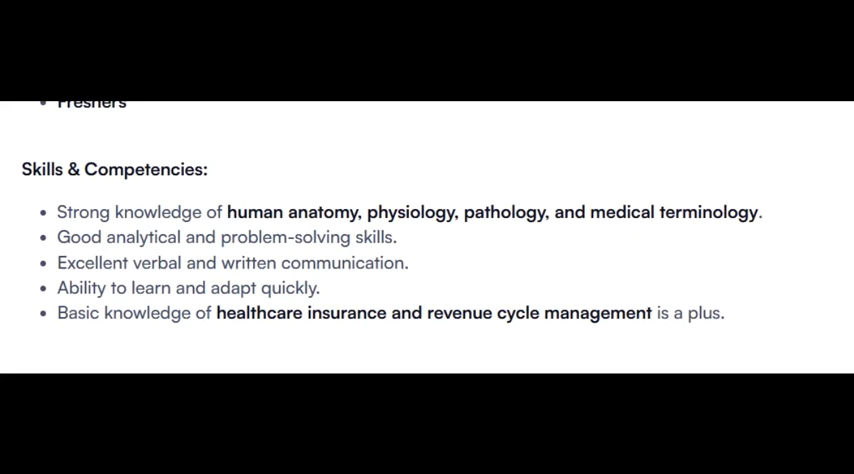 • Freshers
Skills & Competencies:
• Strong knowledge of human anatomy, physiology, pathology, and medical terminology.
• Good analytical and problem-solving skills.
• Excellent verbal and written communication.
• Ability to learn and adapt quickly.
• Basic knowledge of healthcare insurance and revenue cycle management is a plus.